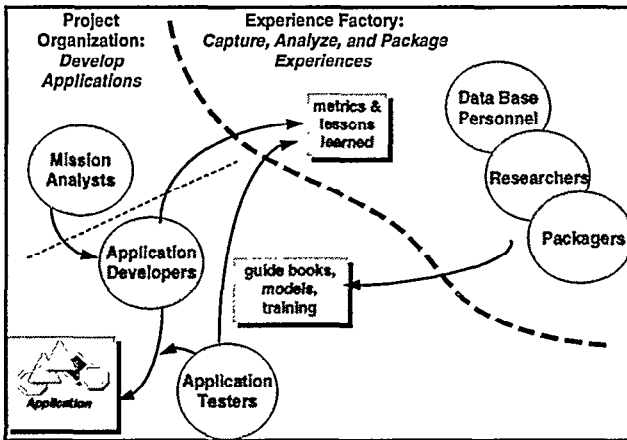 Project
Organization:
Develop
Applications
Experience Factory:
Capture, Analyze, and Package
Experiences
metrics &
lessons
learned
Data Base
Personnel
Mission
Analysts
Researchers
Application
Developers
Packagers
guide books,
models,
training
Application
Application
Testers